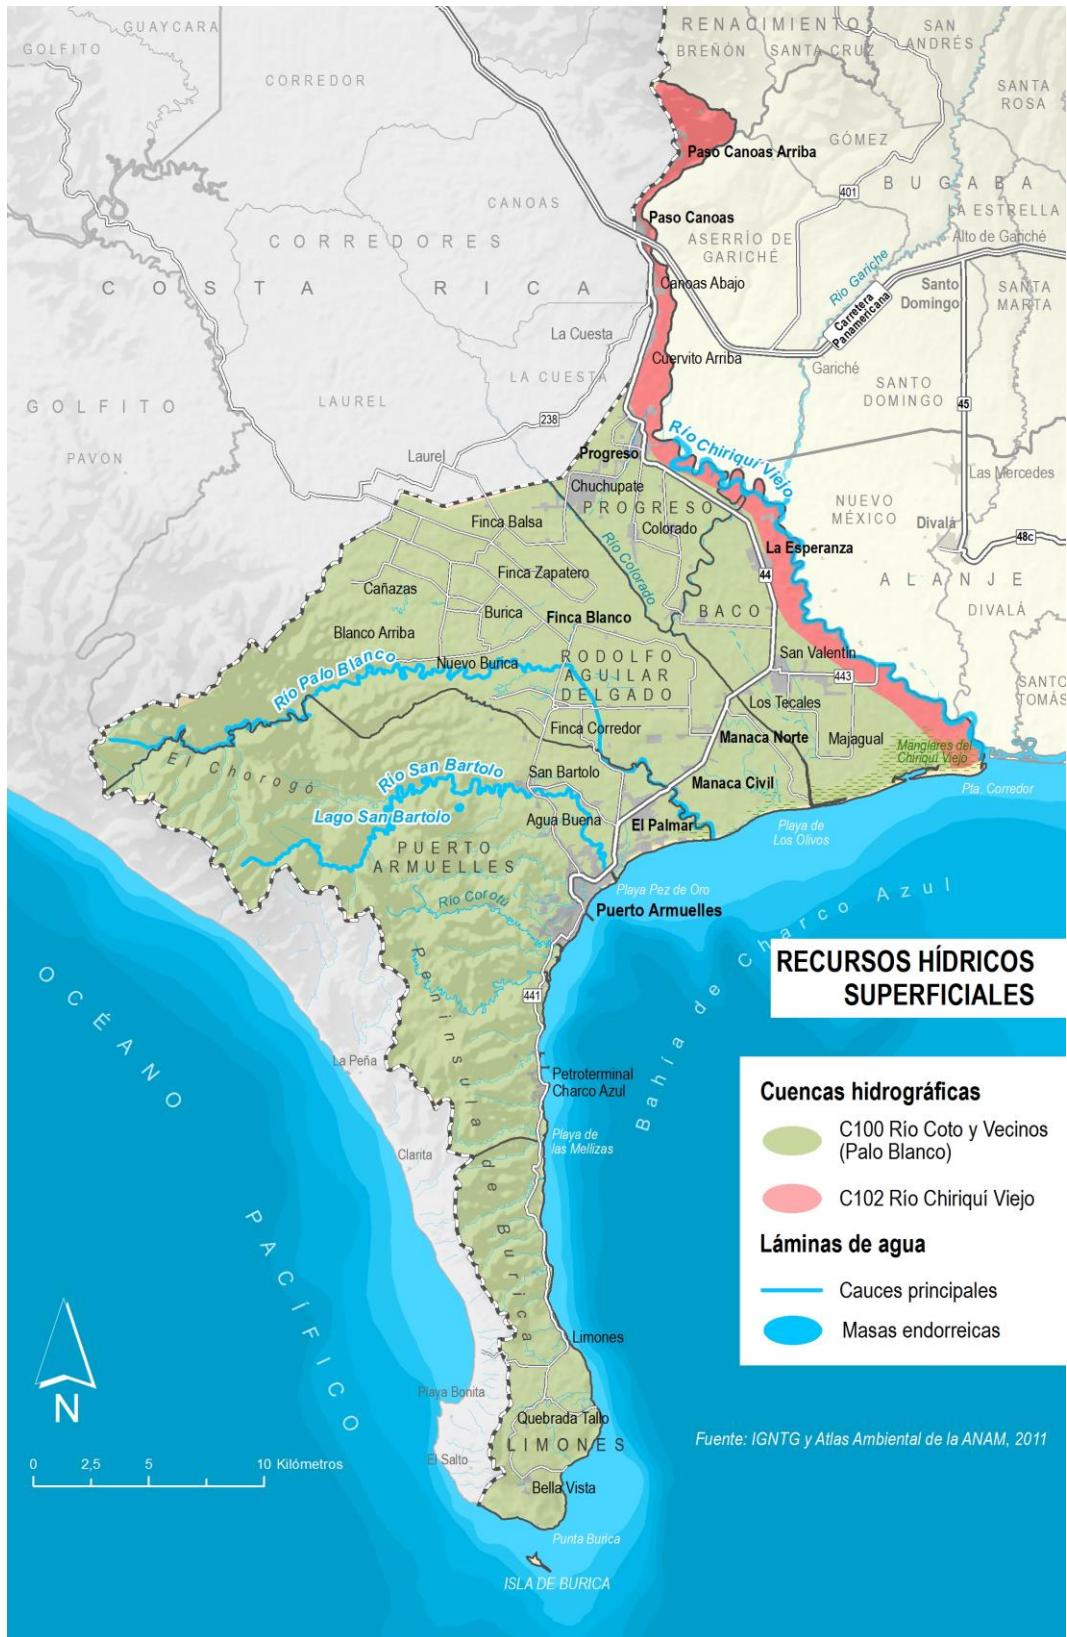 GUAYCARA
GOLFITO
RENACIMIENTO
BREÑÓN
SANTA CRUZ
SAN
ANDRÉS
CORREDOR
SANTA
ROSA
GÓMEZ
Paso Canoas Arriba
BUGABA
401
CANOAS
Paso Canoas
LA ESTRELLA
ASERRÍO DE
GARICHÉ
Alto de Gariché
CORREDORES
Río Gariche
Canoas Abajo
COSTA RICA
Santo
Domingo
SANTA
MARTA
Carretera
Panamericana
La Cuesta
Cuervito Arriba
Gariché
LA CUESTA
SANTO
DOMINGO
LAUREL
45
GOLFITO
238
Río Chiriquí Viejo
PAVON
Laurel
Progreso
Las Mercedes
Chuchupate
NUEVO
MÉXICO
PROGRESO
Finca Balsa
Colorado
Divalá
48c
La Esperanza
Río Colorado
Finca Zapatero
44
ALANJE
Cañazas
Burica
Finca Blanco
BACO
DIVALÁ
Blanco Arriba
San Valentín
Nuevo Burica
RODOLFO
AGUILAR
DELGADO
443
Río Palo Blanco
SANTO
TOMÁS
Los Tecales
Finca Corredor
Manaca Norte
Majagual
Manglares del
Chiriquí Viejo
El Chorogo
Río San Bartolo
San Bartolo
Manaca Civil
Pta. Corredor
Lago San Bartolo
Agua Buena
El Palmar
Playa de
Los Olivos
PUERTO
ARMUELLES
Río Corotú
Playa Pez de Oro
Puerto Armuelles
Bahía de Charco Azul
RECURSOS HÍDRICOS
SUPERFICIALES
OCÉANO PACÍFICO
Península de Burica
441
La Peña
Petroterminal
Charco Azul
Cuencas hidrográficas
C100 Río Coto y Vecinos
(Palo Blanco)
Playa de
las Mellizas
Clarita
C102 Río Chiriquí Viejo
Láminas de agua
Cauces principales
Masas endorreicas
Limones
N
Playa Bonita
Quebrada Tallo
LIMONES
El Salto
Fuente: IGNTG y Atlas Ambiental de la ANAM, 2011
0 2,5 5 10 Kilómetros
Bella Vista
Punta Burica
ISLA DE BURICA